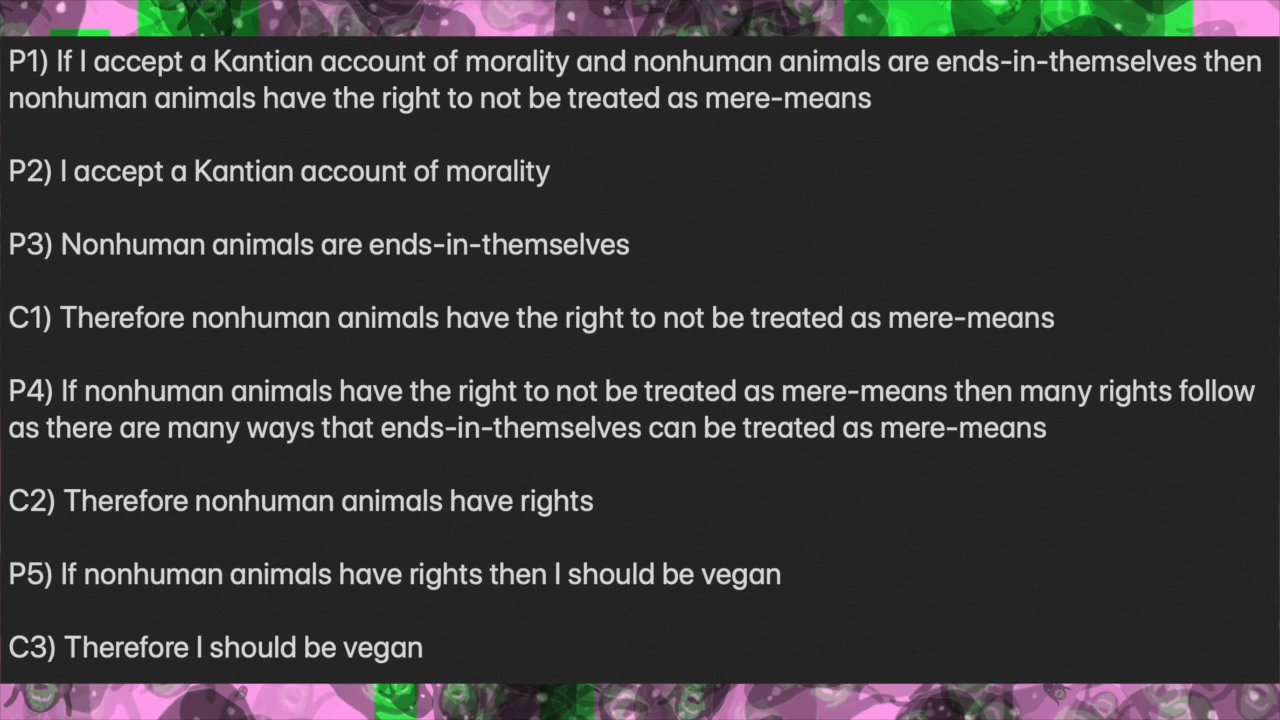 P1) If I accept a Kantian account of morality and nonhuman animals are ends-in-themselves then
nonhuman animals have the right to not be treated as mere-means
P2) I accept a Kantian account of morality
P3) Nonhuman animals are ends-in-themselves
C1) Therefore nonhuman animals have the right to not be treated as mere-means
P4) If nonhuman animals have the right to not be treated as mere-means then many rights follow
as there are many ways that ends-in-themselves can be treated as mere-means
C2) Therefore nonhuman animals have rights
P5) If nonhuman animals have rights then I should be vegan
C3) Therefore I should be vegan